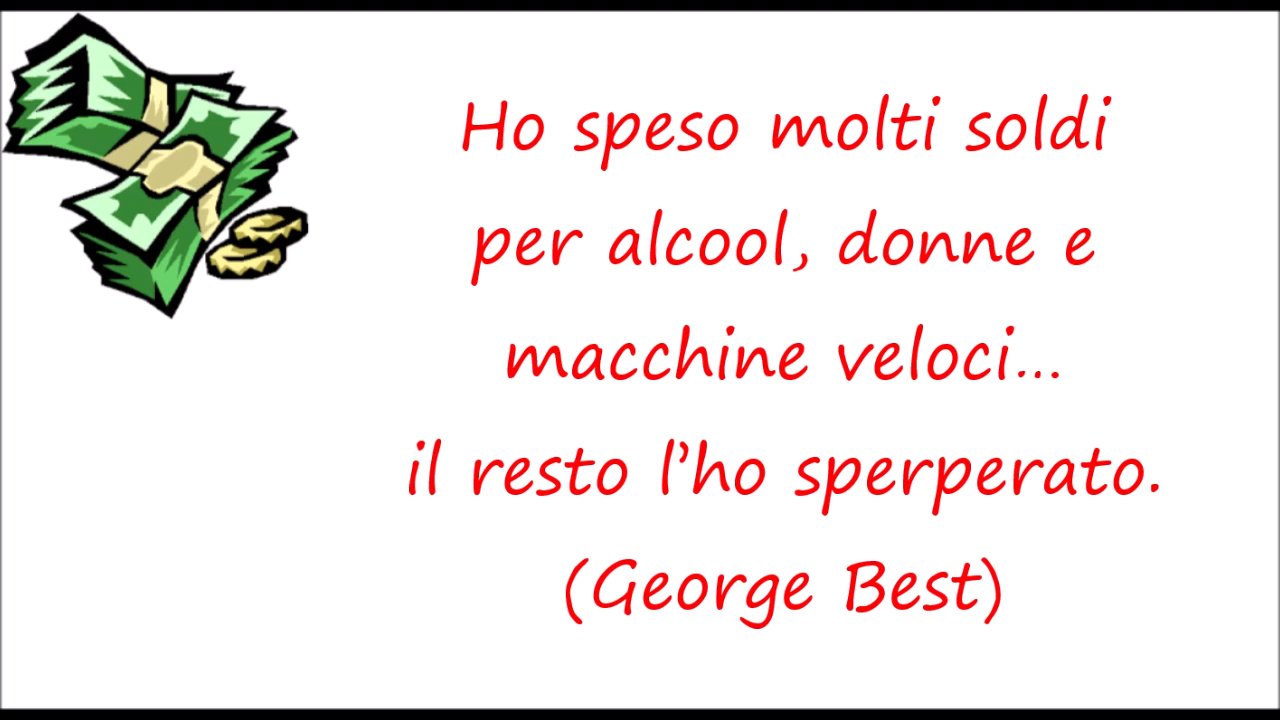 Ho speso molti soldi
per alcool, donne e
macchine veloci...
il resto l’ho sperperato.
(George Best)